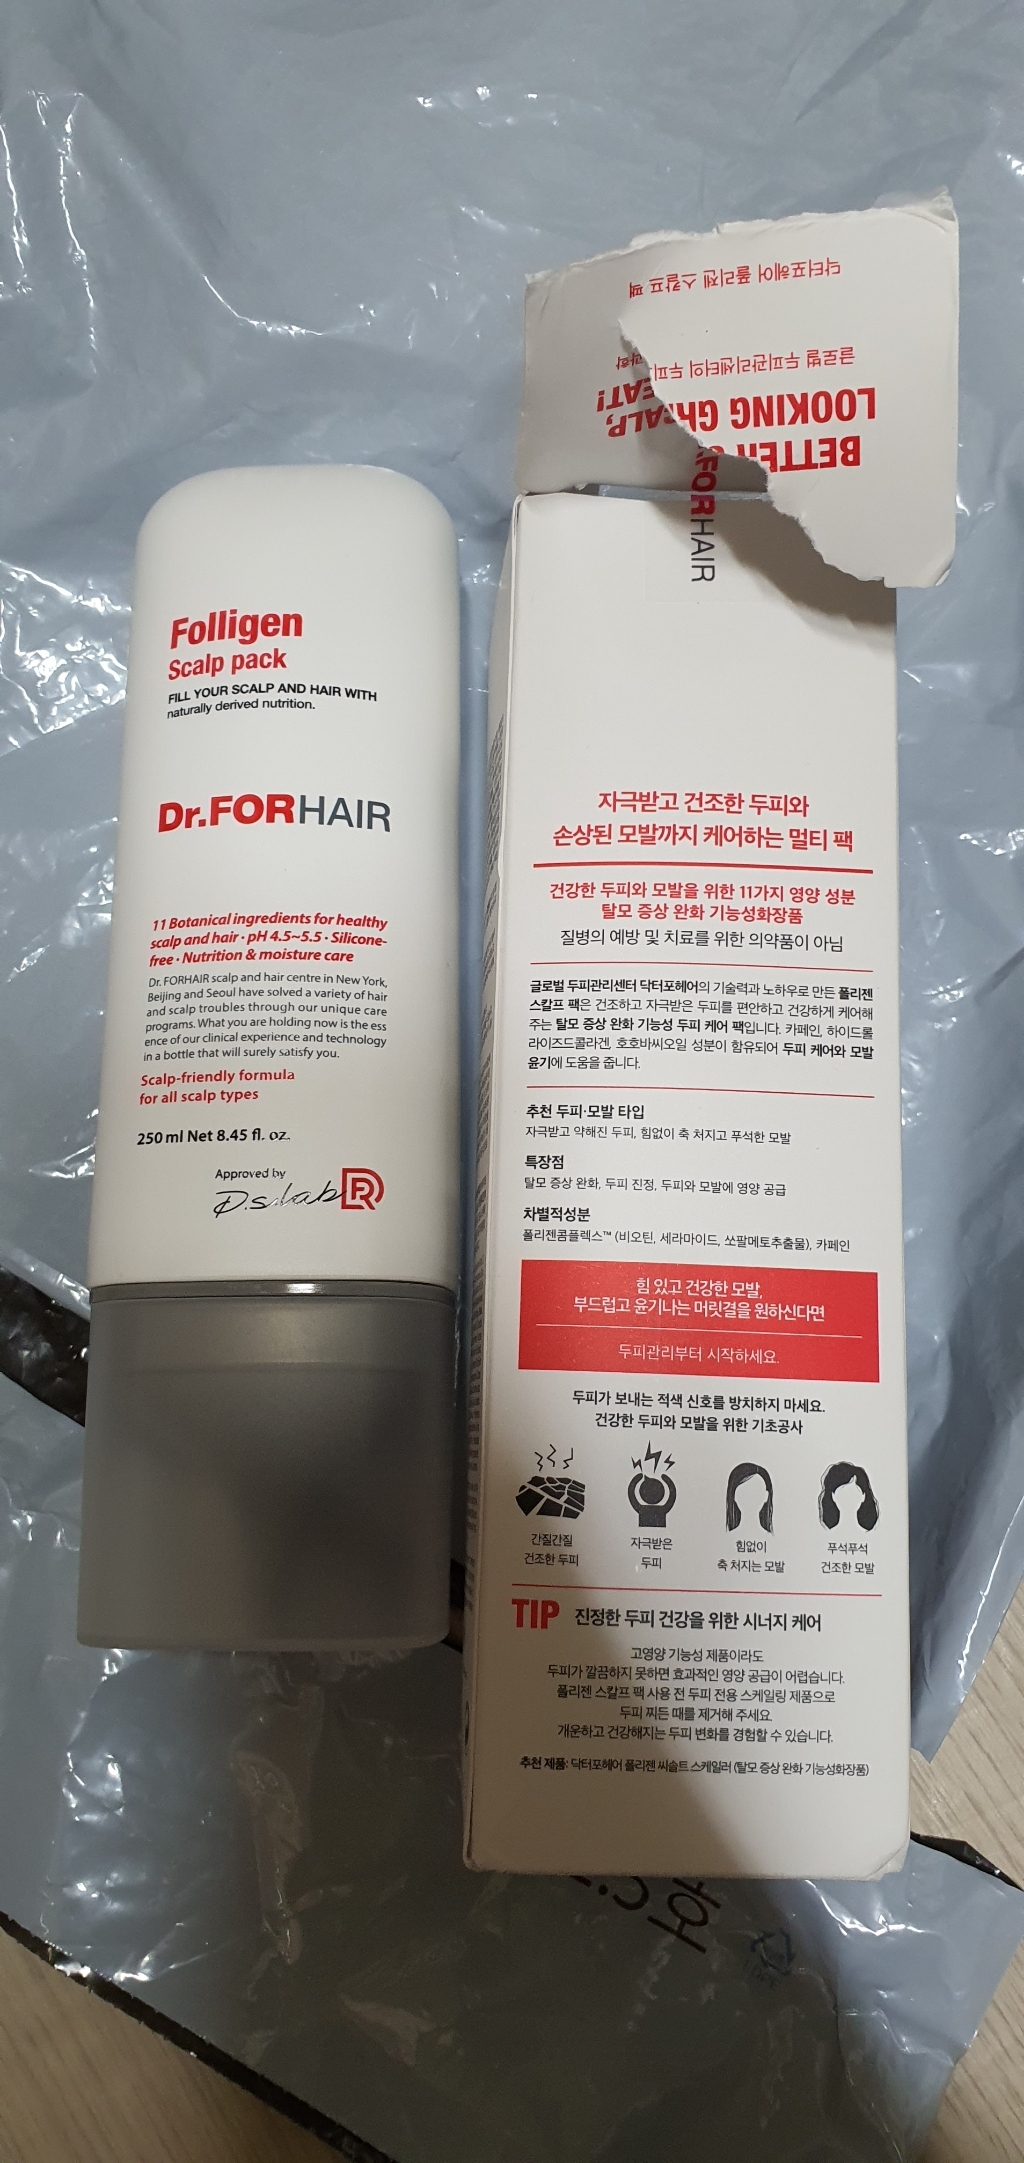 Folligen
Scalp pack
FILL YOUR SCALP AND HAIR WITH
naturally derived nutrition.
Dr.FORHAIR
11 Botanical ingredients for healthy
scalp and hair · pH 4.5~5.5 · Silicone-
free · Nutrition & moisture care
Dr. FORHAIR scalp and hair centre in New York,
Beijing and Seoul have solved a variety of hair
and scalp troubles through our unique care
programs. What you are holding now is the ess
ence of our clinical experience and technology
in a bottle that will surely satisfy you.
Scalp-friendly formula
for all scalp types
250 ml Net 8.45 fl. oz.
Approved by
D.s.lab
BETTER
LOOKING
글로벌 두피관리센터의 두피
닥터포헤어 폴리젠 스칼프 팩
FORHAIR
자극받고 건조한 두피와
손상된 모발까지 케어하는 멀티 팩
건강한 두피와 모발을 위한 11가지 영양 성분
탈모 증상 완화 기능성화장품
질병의 예방 및 치료를 위한 의약품이 아님
글로벌 두피관리센터 닥터포헤어의 기술력과 노하우로 만든 폴리젠
스칼프 팩은 건조하고 자극받은 두피를 편안하고 건강하게 케어해
주는 탈모 증상 완화 기능성 두피 케어 팩입니다. 카페인, 하이드롤
라이즈드콜라겐, 호호바씨오일 성분이 함유되어 두피 케어와 모발
윤기에 도움을 줍니다.
추천 두피·모발 타입
자극받고 약해진 두피, 힘없이 축 처지고 푸석한 모발
특장점
탈모 증상 완화, 두피 진정, 두피와 모발에 영양 공급
차별적성분
폴리젠콤플렉스™ (비오틴, 세라마이드, 쏘팔메토추출물), 카페인
힘 있고 건강한 모발,
부드럽고 윤기나는 머릿결을 원하신다면
두피관리부터 시작하세요.
두피가 보내는 적색 신호를 방치하지 마세요.
건강한 두피와 모발을 위한 기초공사
간질간질
건조한 두피
자극받은
두피
힘없이
축 처지는 모발
푸석푸석
건조한 모발
TIP 진정한 두피 건강을 위한 시너지 케어
고영양 기능성 제품이라도
두피가 깔끔하지 못하면 효과적인 영양 공급이 어렵습니다.
폴리젠 스칼프 팩 사용 전 두피 전용 스케일링 제품으로
두피 찌든 때를 제거해 주세요.
개운하고 건강해지는 두피 변화를 경험할 수 있습니다.
추천 제품: 닥터포헤어 폴리젠 씨솔트 스케일러 (탈모 증상 완화 기능성화장품)